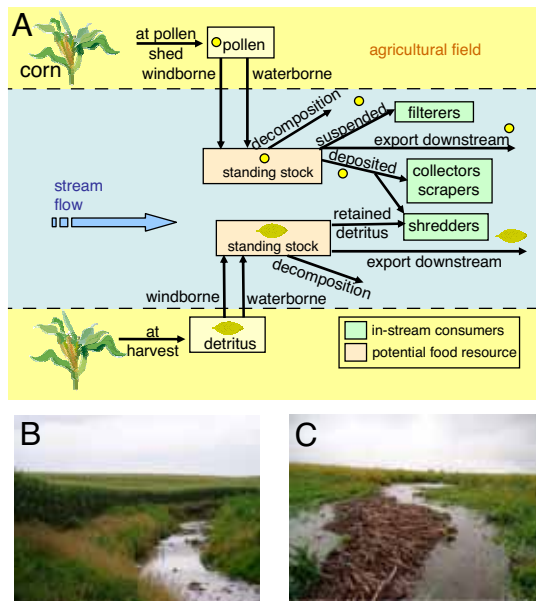 A
corn
at pollen
shed
pollen
agricultural field
windborne
waterborne
decomposition
suspended
filterers
export downstream
deposited
standing stock
collectors
scrapers
stream
flow
retained
detritus
shredders
standing stock
export downstream
decomposition
windborne
waterborne
at
harvest
detritus
in-stream consumers
potential food resource
B
C